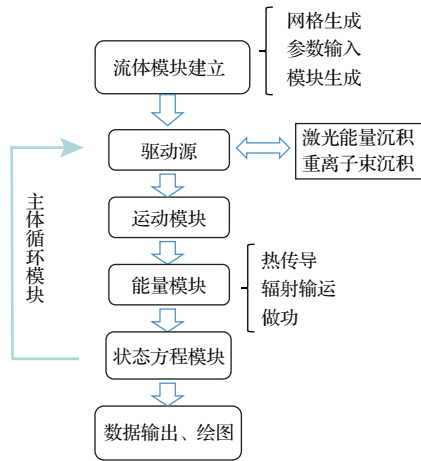 网格生成
参数输入
模块生成
流体模块建立
驱动源
激光能量沉积
重离子束沉积
运动模块
主体循环模块
能量模块
热传导
辐射输运
做功
状态方程模块
数据输出、绘图